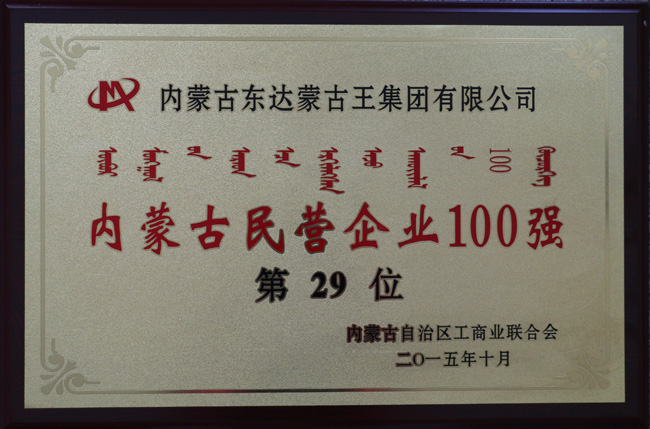 内蒙古东达蒙古王集团有限公司
100
内蒙古民营企业100强
第 29 位
内蒙古自治区工商业联合会
二〇一五年十月